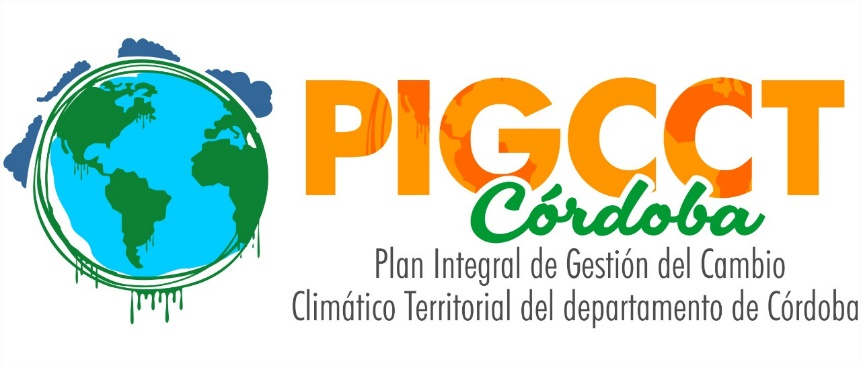 PIGCCT
Córdoba
Plan Integral de Gestión del Cambio
Climático Territorial del departamento de Córdoba